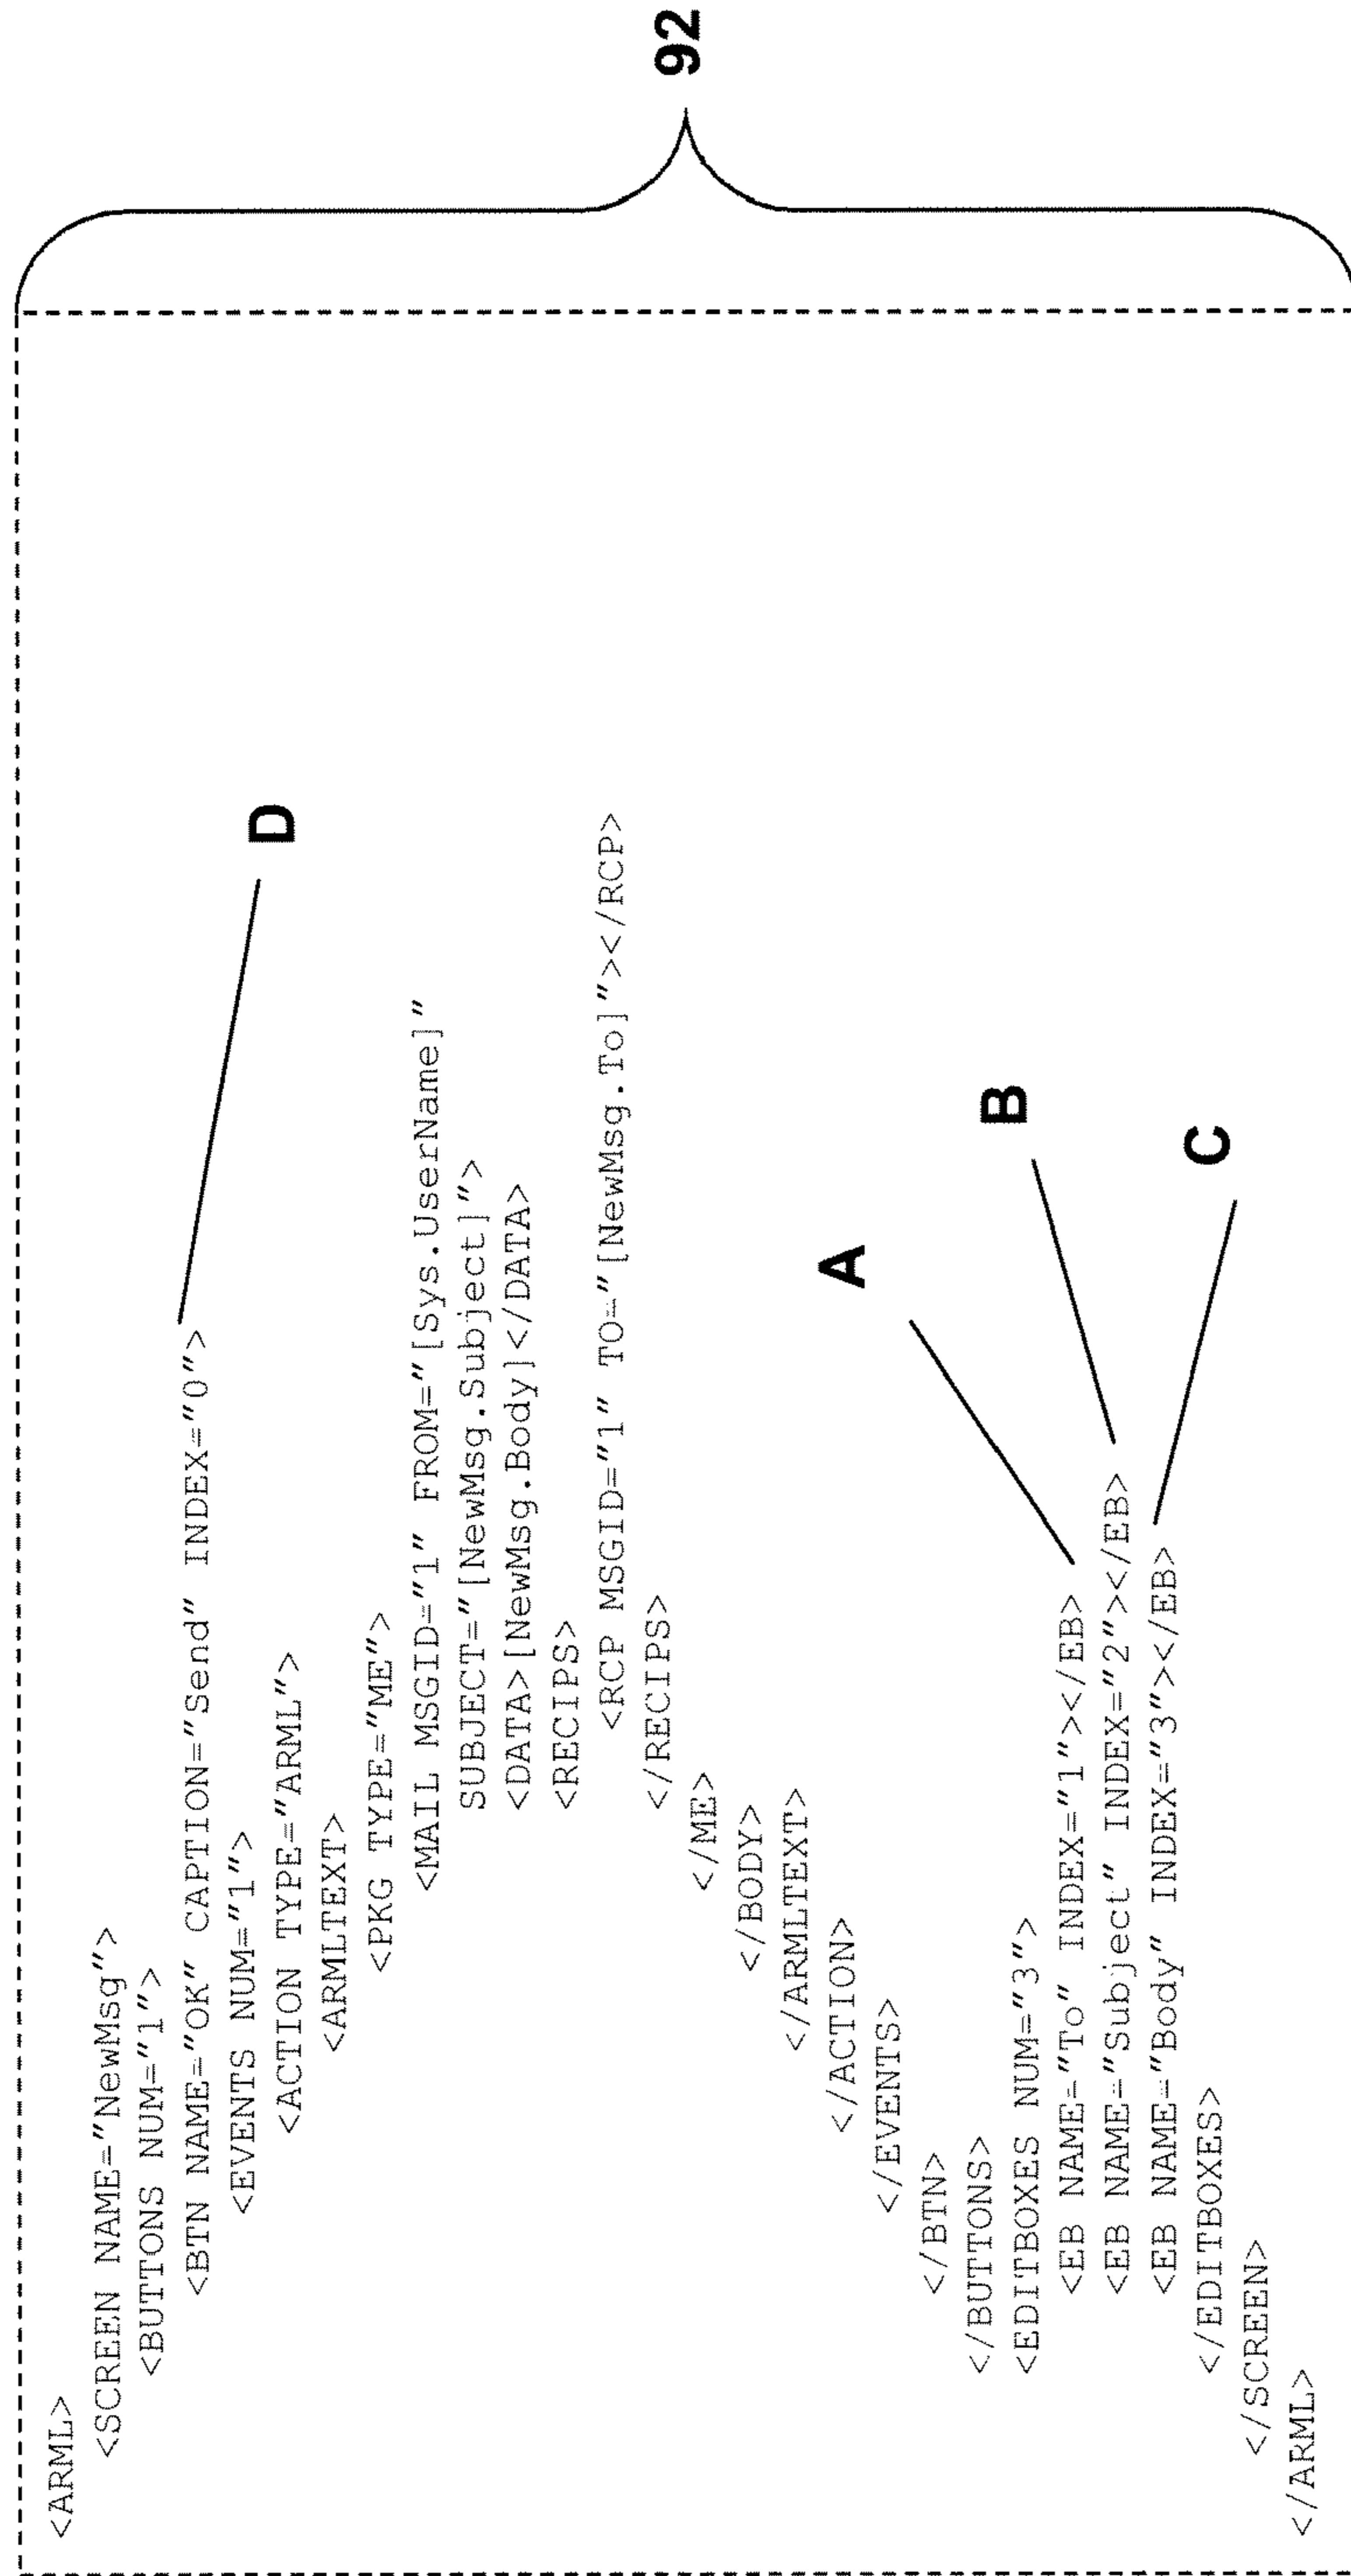 <ARML>
<SCREEN NAME="NewMsg">
<BUTTONS NUM="1">
<BTN NAME="OK" CAPTION="Send" INDEX="0">
D
<EVENTS NUM="1">
<ACTION TYPE="ARML">
<ARMLTEXT>
<PKG TYPE="ME">
<MAIL MSGID="1" FROM="[Sys.UserName]"
SUBJECT="[NewMsg.Subject]">
<DATA>[NewMsg.Body]</DATA>
<RECIPS>
<RCP MSGID="1" TO="[NewMsg.To]"></RCP>
</RECIPS>
</ME>
</BODY>
</ARMLTEXT>
</ACTION>
</EVENTS>
</BTN>
</BUTTONS>
<EDITBOXES NUM="3">
<EB NAME="To" INDEX="1"></EB>
<EB NAME="Subject" INDEX="2"></EB>
<EB NAME="Body" INDEX="3"></EB>
A
B
C
</EDITBOXES>
</SCREEN>
</ARML>
92